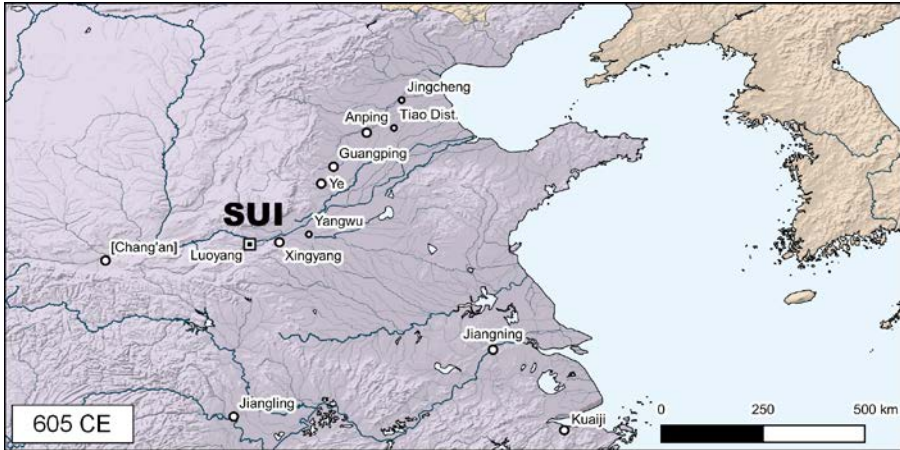 Jingcheng
Tiao Dist.
Anping
Guangping
Ye
SUI
Yangwu
[Chang'an]
Luoyang
Xingyang
Jiangning
Jiangling
Kuaiji
605 CE
0 250 500 km